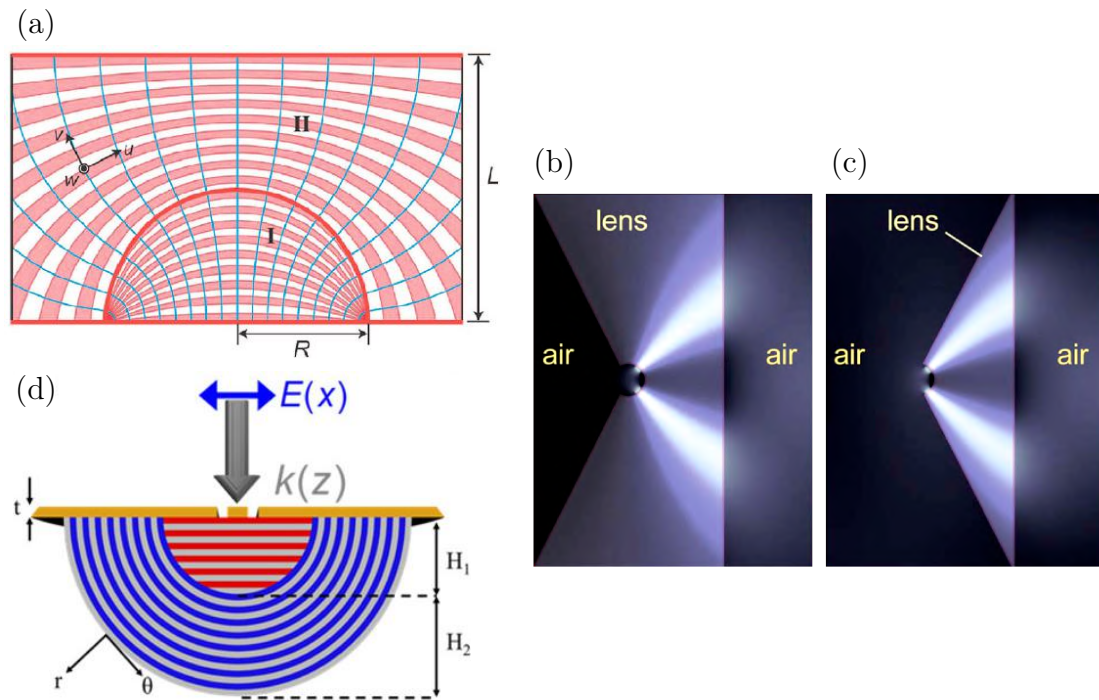 (a)
II
v
u
w
L
I
R
(b)
(c)
lens
lens
air
air
air
air
(d)
E(x)
k(z)
t
H₁
H₂
r
θ